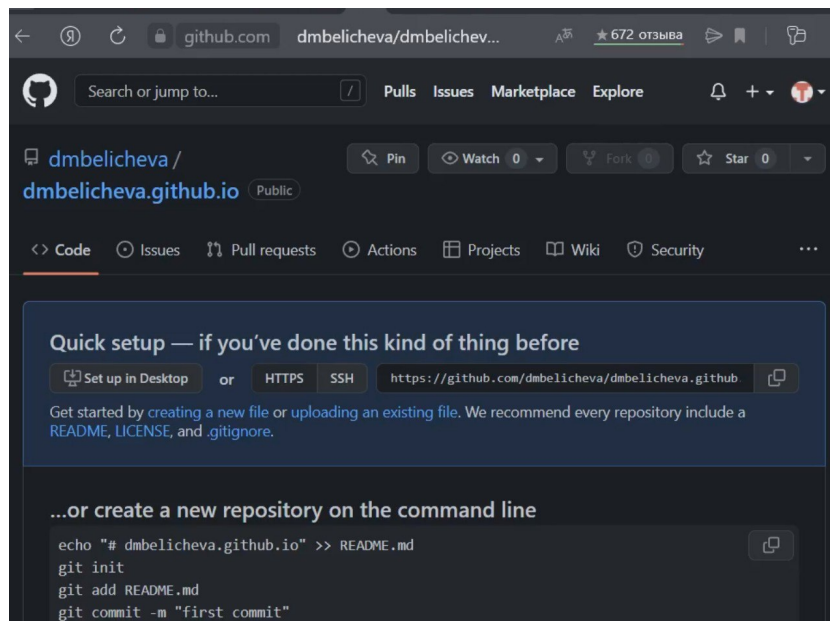 Я github.com dmbelicheva/dmbelichev... ★ 672 отзыва
Search or jump to... / Pulls Issues Marketplace Explore
dmbelicheva / Pin Watch 0 Fork 0 Star 0
dmbelicheva.github.io Public
<> Code Issues Pull requests Actions Projects Wiki Security ...
Quick setup — if you’ve done this kind of thing before
Set up in Desktop or HTTPS SSH https://github.com/dmbelicheva/dmbelicheva.github
Get started by creating a new file or uploading an existing file. We recommend every repository include a
README, LICENSE, and .gitignore.
...or create a new repository on the command line
echo "# dmbelicheva.github.io" >> README.md
git init
git add README.md
git commit -m "first commit"